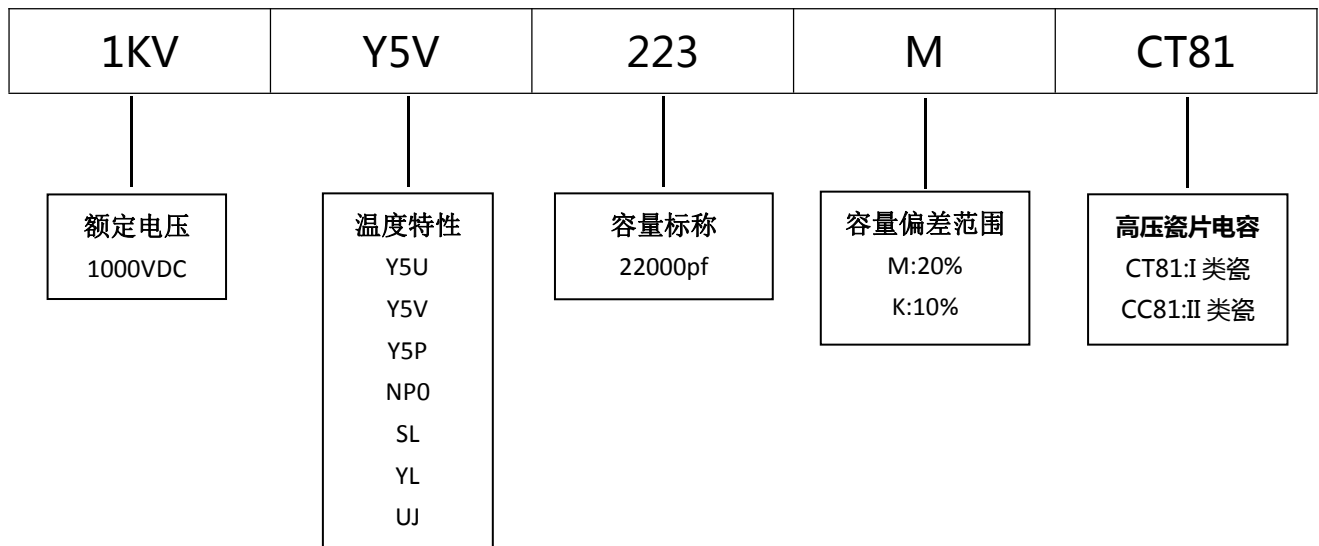 1KV Y5V 223 M CT81
额定电压
1000VDC
温度特性
Y5U
Y5V
Y5P
NP0
SL
YL
UJ
容量标称
22000pf
容量偏差范围
M:20%
K:10%
高压瓷片电容
CT81:I 类瓷
CC81:II 类瓷